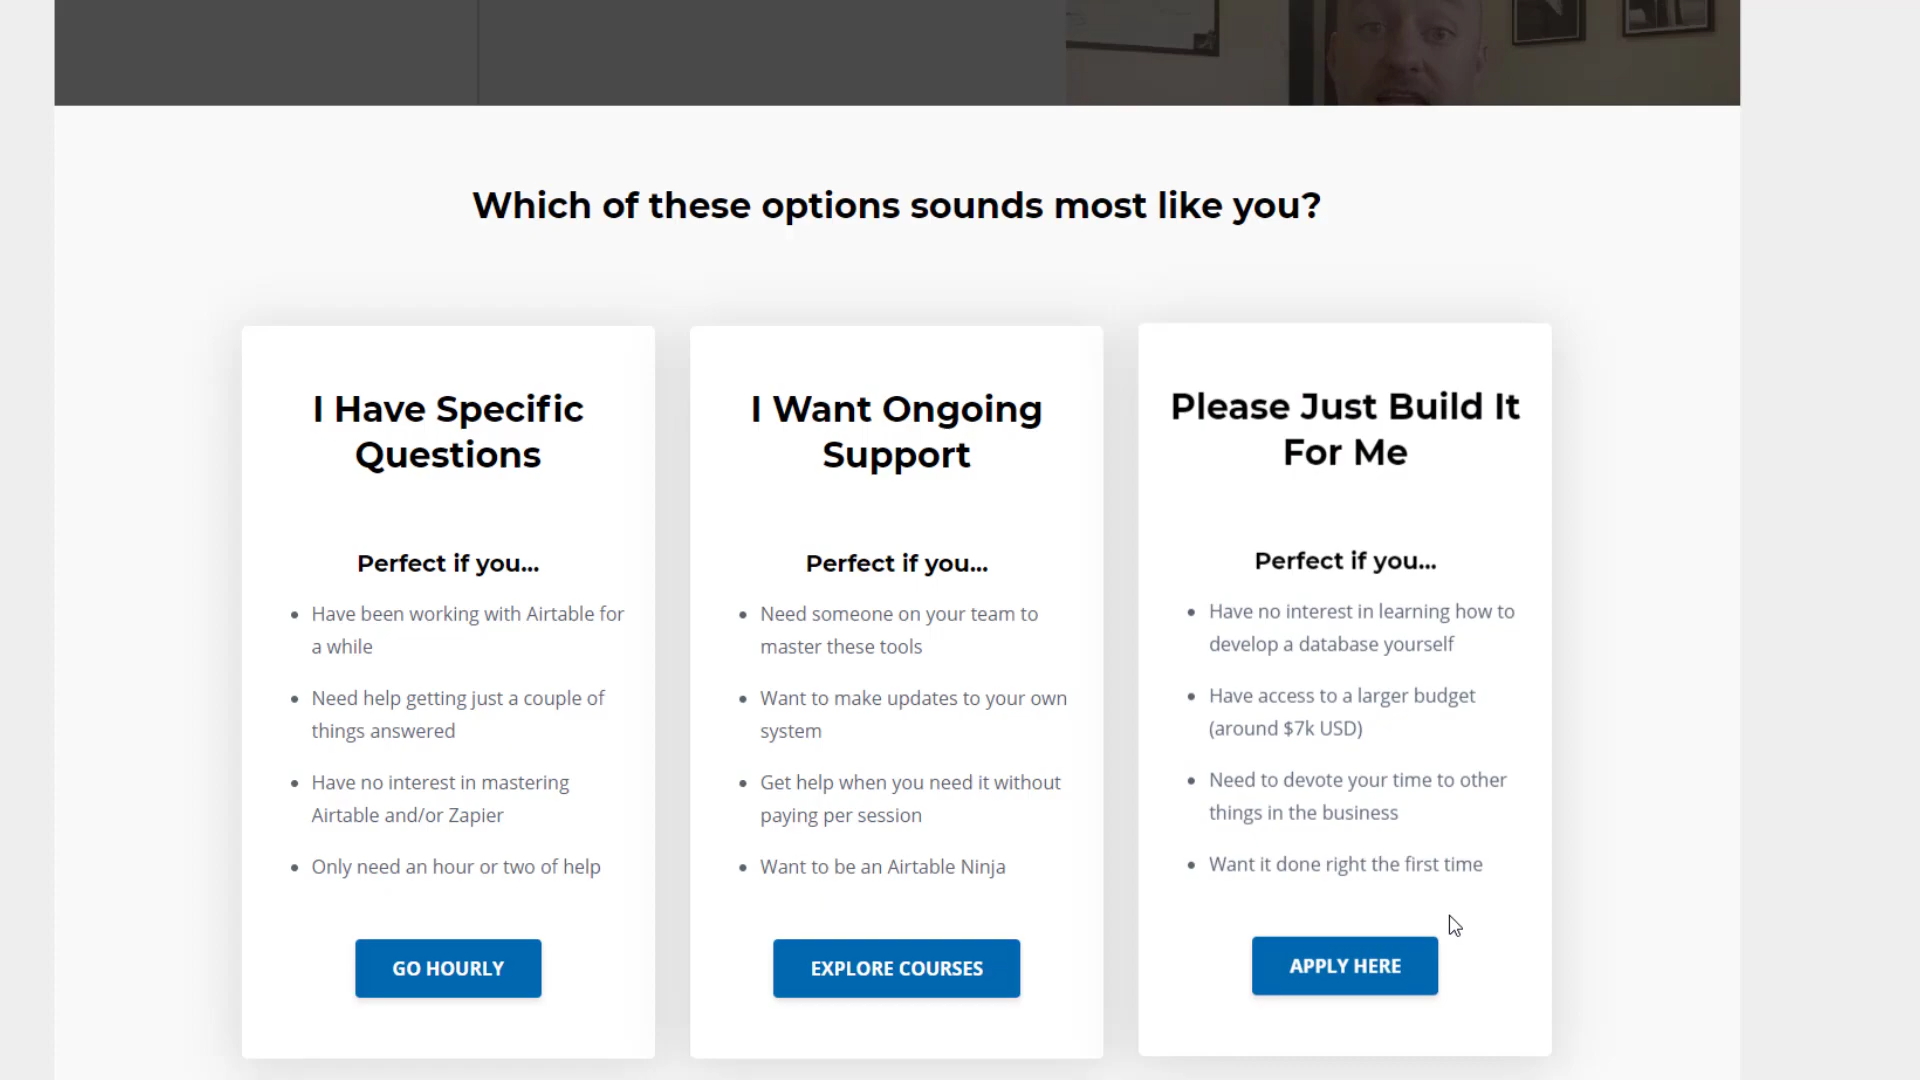 Which of these options sounds most like you?
I Have Specific
Questions
Perfect if you...
Have been working with Airtable for
a while
Need help getting just a couple of
things answered
Have no interest in mastering
Airtable and/or Zapier
Only need an hour or two of help
GO HOURLY
I Want Ongoing
Support
Perfect if you...
Need someone on your team to
master these tools
Want to make updates to your own
system
Get help when you need it without
paying per session
Want to be an Airtable Ninja
EXPLORE COURSES
Please Just Build It
For Me
Perfect if you...
Have no interest in learning how to
develop a database yourself
Have access to a larger budget
(around $7k USD)
Need to devote your time to other
things in the business
Want it done right the first time
APPLY HERE